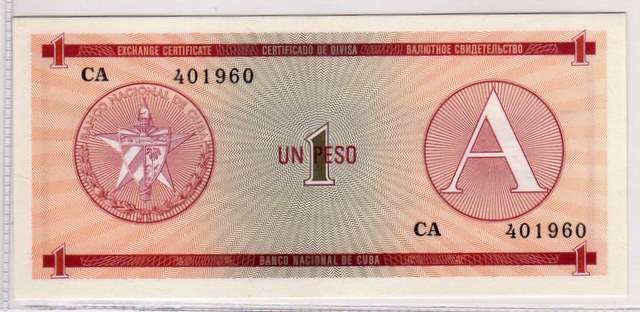 1 EXCHANGE CERTIFICATE CERTIFICADO DE DIVISA ВАЛЮТНОЕ СВИДЕТЕЛЬСТВО 1
CA 401960
BANCO NACIONAL DE CUBA
UN PESO
1
A
CA 401960
1 BANCO NACIONAL DE CUBA 1